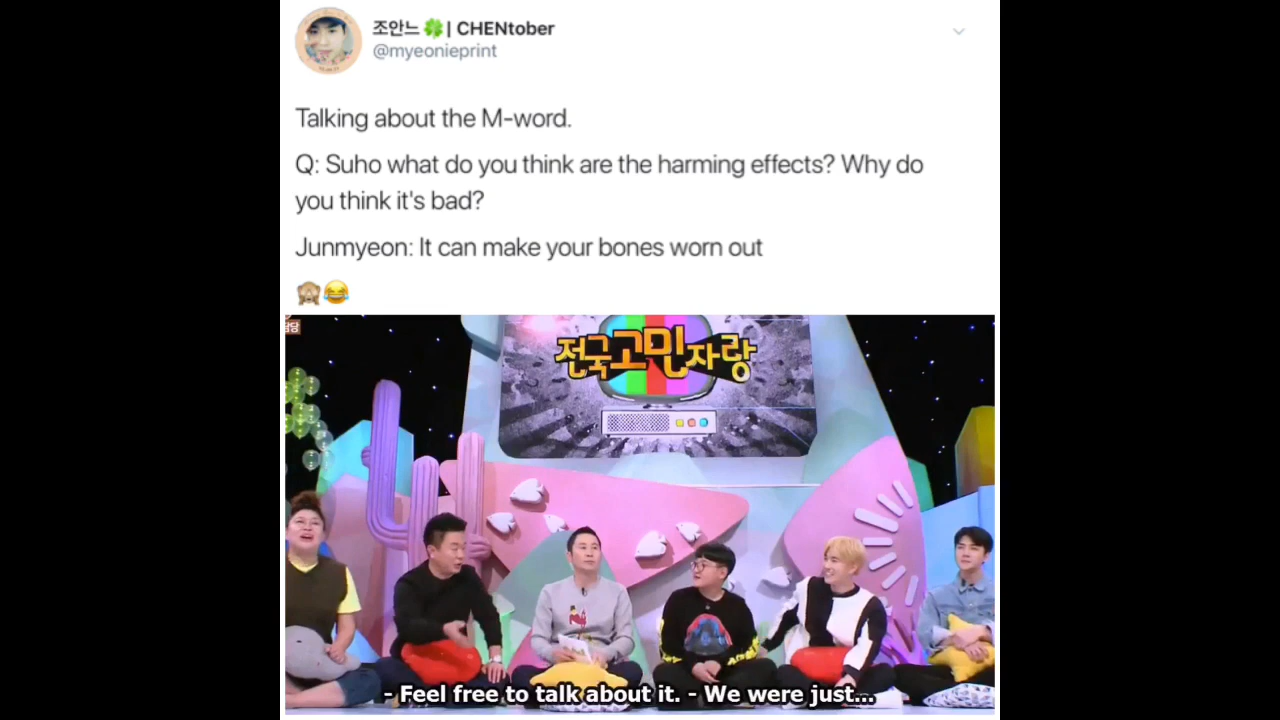 조안느🍀| CHENtober
@myeonieprint
Talking about the M-word.
Q: Suho what do you think are the harming effects? Why do
you think it's bad?
Junmyeon: It can make your bones worn out
🙈😂
전국고민자랑
- Feel free to talk about it. - We were just...